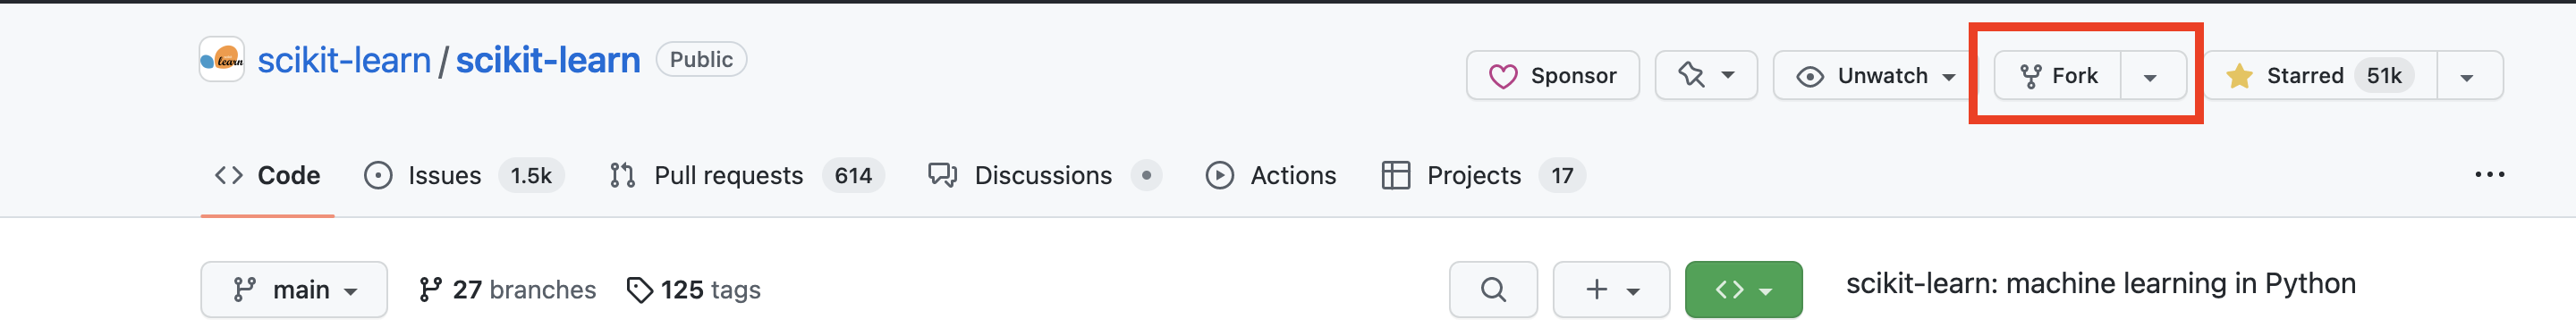 learn scikit-learn / scikit-learn Public
Sponsor Unwatch Fork Starred 51k
Code Issues 1.5k Pull requests 614 Discussions Actions Projects 17
main 27 branches 125 tags
scikit-learn: machine learning in Python